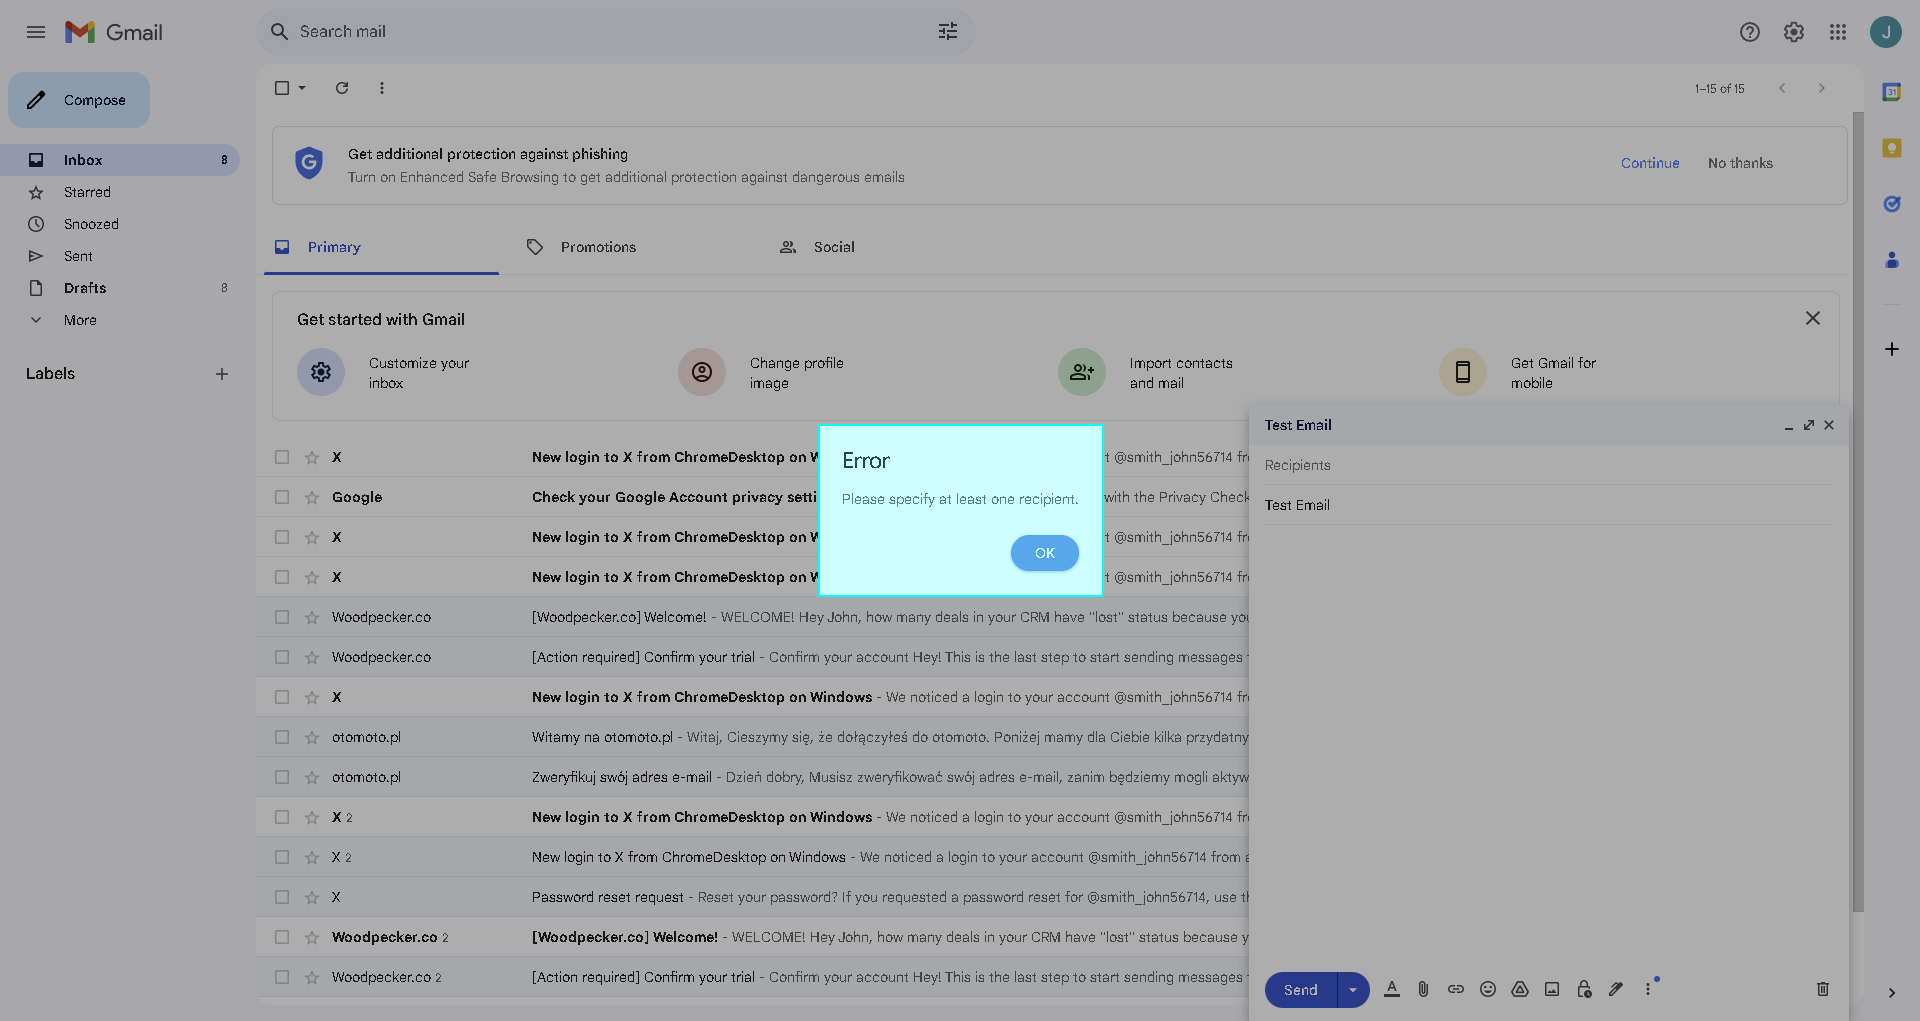 Gmail
Search mail
J
Compose
Inbox 8
Starred
Snoozed
Sent
Drafts 8
More
Labels
1–15 of 15
31
G
Get additional protection against phishing
Turn on Enhanced Safe Browsing to get additional protection against dangerous emails
Continue
No thanks
Primary
Promotions
Social
Get started with Gmail
Customize your
inbox
Change profile
image
Import contacts
and mail
Get Gmail for
mobile
X New login to X from ChromeDesktop on W t @smith_john56714 fr
Google Check your Google Account privacy setti with the Privacy Check
X New login to X from ChromeDesktop on W t @smith_john56714 fr
X New login to X from ChromeDesktop on W t @smith_john56714 fr
Woodpecker.co [Woodpecker.co] Welcome! - WELCOME! Hey John, how many deals in your CRM have "lost" status because you
Woodpecker.co [Action required] Confirm your trial - Confirm your account Hey! This is the last step to start sending messages
X New login to X from ChromeDesktop on Windows - We noticed a login to your account @smith_john56714 fr
otomoto.pl Witamy na otomoto.pl - Witaj, Cieszymy się, że dołączyłeś do otomoto. Poniżej mamy dla Ciebie kilka przydatny
otomoto.pl Zweryfikuj swój adres e-mail - Dzień dobry, Musisz zweryfikować swój adres e-mail, zanim będziemy mogli aktyw
X 2 New login to X from ChromeDesktop on Windows - We noticed a login to your account @smith_john56714 fr
X 2 New login to X from ChromeDesktop on Windows - We noticed a login to your account @smith_john56714 from a
X Password reset request - Reset your password? If you requested a password reset for @smith_john56714, use th
Woodpecker.co 2 [Woodpecker.co] Welcome! - WELCOME! Hey John, how many deals in your CRM have "lost" status because y
Woodpecker.co 2 [Action required] Confirm your trial - Confirm your account Hey! This is the last step to start sending messages
Error
Please specify at least one recipient.
OK
Test Email
Recipients
Test Email
Send